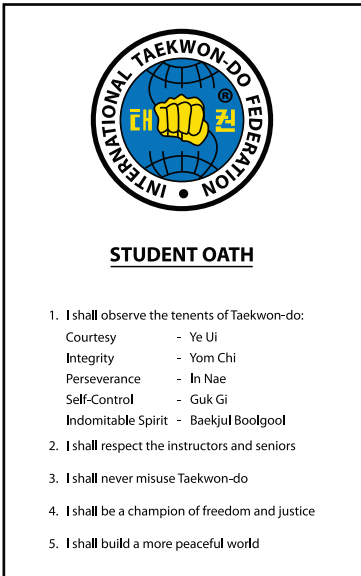 INTERNATIONAL TAEKWON-DO FEDERATION
®
태 권
STUDENT OATH
1. I shall observe the tenents of Taekwon-do:
Courtesy - Ye Ui
Integrity - Yom Chi
Perseverance - In Nae
Self-Control - Guk Gi
Indomitable Spirit - Baekjul Boolgool
2. I shall respect the instructors and seniors
3. I shall never misuse Taekwon-do
4. I shall be a champion of freedom and justice
5. I shall build a more peaceful world